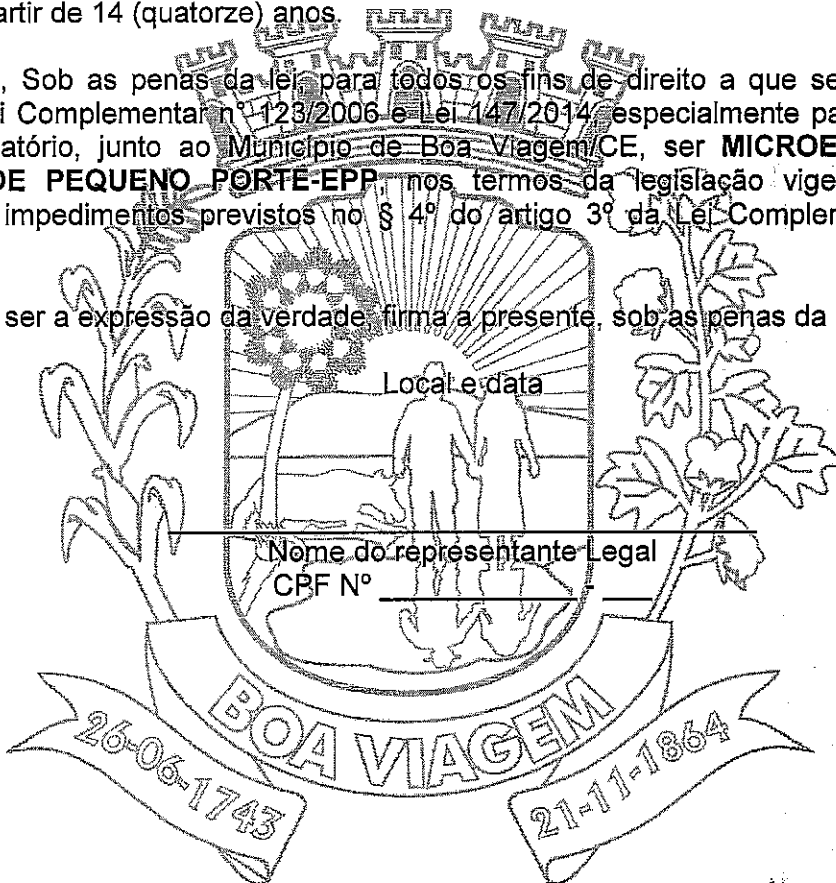 artir de 14 (quatorze) anos.
, Sob as penas da lei, para todos os fins de direito a que se
i Complementar n° 123/2006 e Lei 147/2014, especialmente pa
atório, junto ao Município de Boa Viagem/CE, ser MICROE
DE PEQUENO PORTE-EPP, nos termos da legislação vige
impedimentos previstos no § 4º do artigo 3º da Lei Complem
ser a expressão da verdade, firma a presente, sob as penas da
Local e data
Nome do representante Legal
CPF Nº
BOA VIAGEM
26-06-1743
21-11-1864